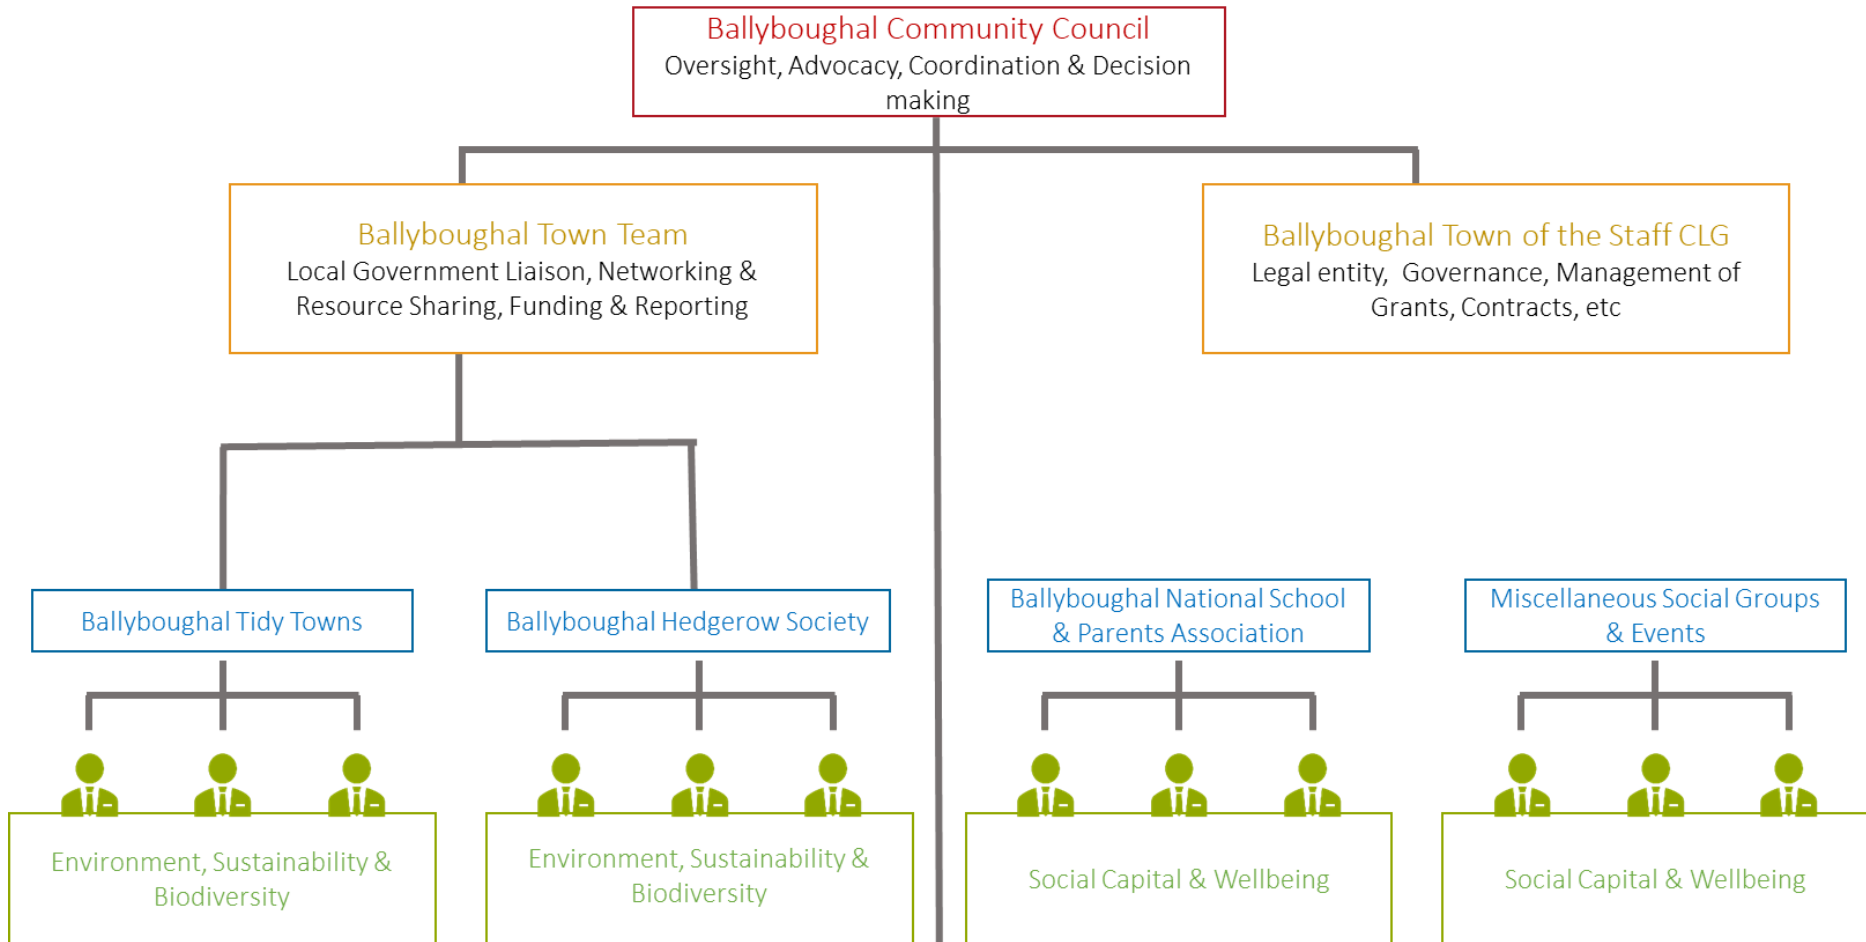 Ballyboughal Community Council
Oversight, Advocacy, Coordination & Decision
making
Ballyboughal Town Team
Local Government Liaison, Networking &
Resource Sharing, Funding & Reporting
Ballyboughal Town of the Staff CLG
Legal entity, Governance, Management of
Grants, Contracts, etc
Ballyboughal Tidy Towns
Ballyboughal Hedgerow Society
Ballyboughal National School
& Parents Association
Miscellaneous Social Groups
& Events
Environment, Sustainability &
Biodiversity
Environment, Sustainability &
Biodiversity
Social Capital & Wellbeing
Social Capital & Wellbeing